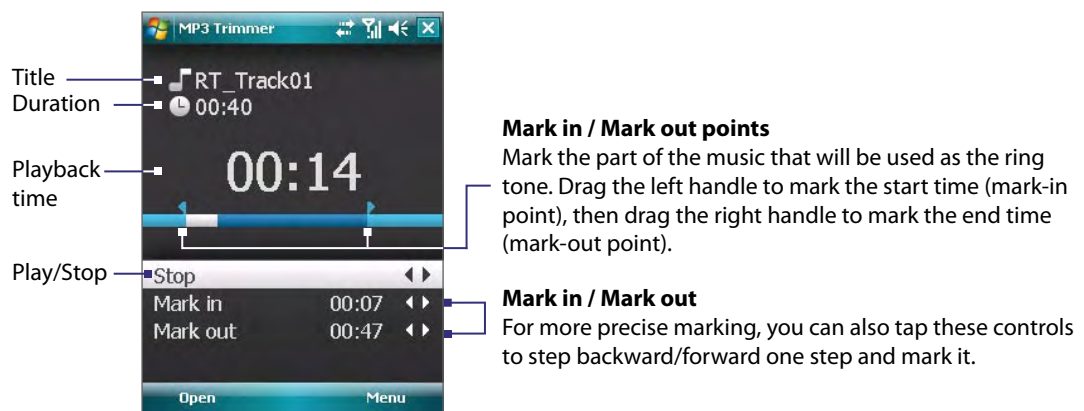 MP3 Trimmer
Title
RT_Track01
Duration
00:40
Playback
time
00:14
Play/Stop
Stop
Mark in 00:07
Mark out 00:47
Open Menu
Mark in / Mark out points
Mark the part of the music that will be used as the ring
tone. Drag the left handle to mark the start time (mark-in
point), then drag the right handle to mark the end time
(mark-out point).
Mark in / Mark out
For more precise marking, you can also tap these controls
to step backward/forward one step and mark it.